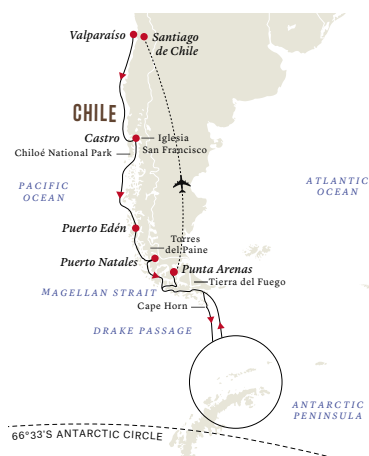 Valparaíso
Santiago
de Chile
CHILE
Castro
Iglesia
San Francisco
Chiloé National Park
PACIFIC
OCEAN
ATLANTIC
OCEAN
Puerto Edén
Torres
del Paine
Puerto Natales
Punta Arenas
Tierra del Fuego
MAGELLAN STRAIT
Cape Horn
DRAKE PASSAGE
ANTARCTIC
PENINSULA
66°33'S ANTARCTIC CIRCLE